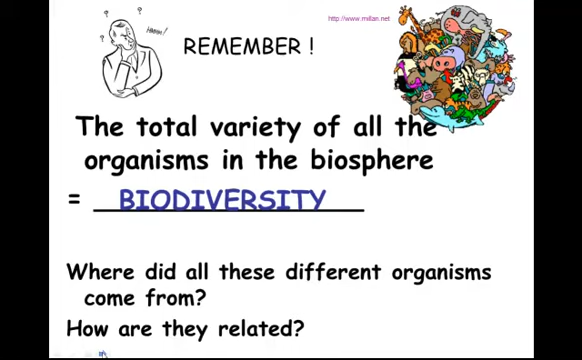 http://www.millan.net
? ? HMMM!
?
REMEMBER !
The total variety of all the
organisms in the biosphere
= BIODIVERSITY
Where did all these different organisms
come from?
How are they related?